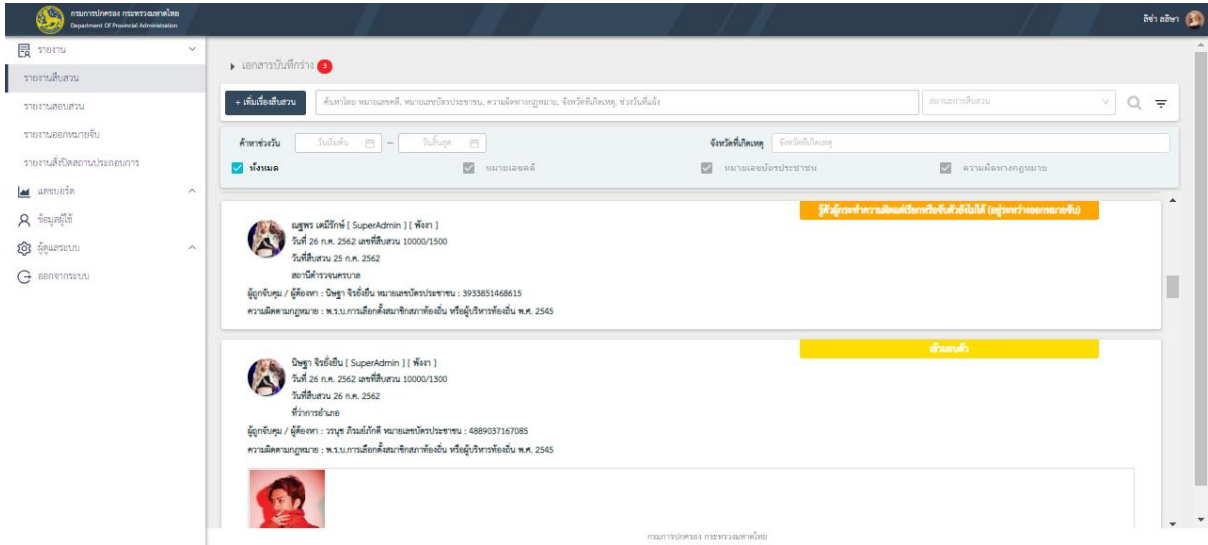 กรมการปกครอง กระทรวงมหาดไทย
Department Of Provincial Administration
ลิซ่า ลลิษา
รายงาน
รายงานสืบสวน
รายงานสอบสวน
รายงานออกหมายจับ
รายงานสั่งปิดสถานประกอบการ
แดชบอร์ด
ข้อมูลผู้ใช้
ผู้ดูแลระบบ
ออกจากระบบ
เอกสารบันทึกร่าง 3
+ เพิ่มเรื่องสืบสวน
ค้นหาโดย หมายเลขคดี, หมายเลขบัตรประชาชน, ความผิดทางกฎหมาย, จังหวัดที่เกิดเหตุ, ช่วงวันที่แจ้ง
สถานะการสืบสวน
ค้นหาช่วงวัน
วันเริ่มต้น – วันสิ้นสุด
จังหวัดที่เกิดเหตุ จังหวัดที่เกิดเหตุ
ทั้งหมด หมายเลขคดี หมายเลขบัตรประชาชน ความผิดทางกฎหมาย
รู้ตัวผู้กระทำความผิดแต่เรียกหรือจับตัวยังไม่ได้ (อยู่ระหว่างออกหมายจับ)
ณฐพร เตมีรักษ์ [ SuperAdmin ] [ พังงา ]
วันที่ 26 ก.ค. 2562 เลขที่สืบสวน 10000/1500
วันที่สืบสวน 25 ก.ค. 2562
สถานีตำรวจนครบาล
ผู้ถูกจับกุม / ผู้ต้องหา : นิษฐา จิรยั่งยืน หมายเลขบัตรประชาชน : 3933851468615
ความผิดตามกฎหมาย : พ.ร.บ.การเลือกตั้งสมาชิกสภาท้องถิ่น หรือผู้บริหารท้องถิ่น พ.ศ. 2545
เข้ามอบตัว
นิษฐา จิรยั่งยืน [ SuperAdmin ] [ พังงา ]
วันที่ 26 ก.ค. 2562 เลขที่สืบสวน 10000/1300
วันที่สืบสวน 26 ก.ค. 2562
ที่ว่าการอำเภอ
ผู้ถูกจับกุม / ผู้ต้องหา : วรนุช ภิรมย์ภักดี หมายเลขบัตรประชาชน : 4889037167085
ความผิดตามกฎหมาย : พ.ร.บ.การเลือกตั้งสมาชิกสภาท้องถิ่น หรือผู้บริหารท้องถิ่น พ.ศ. 2545
กรมการปกครอง กระทรวงมหาดไทย